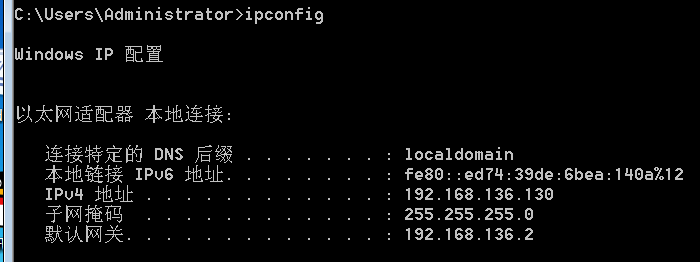 C:\Users\Administrator>ipconfig
Windows IP 配置
以太网适配器 本地连接:
连接特定的 DNS 后缀 . . . . . . . : localdomain
本地链接 IPv6 地址. . . . . . . . : fe80::ed74:39de:6bea:140a%12
IPv4 地址 . . . . . . . . . . . . : 192.168.136.130
子网掩码 . . . . . . . . . . . . : 255.255.255.0
默认网关. . . . . . . . . . . . . : 192.168.136.2